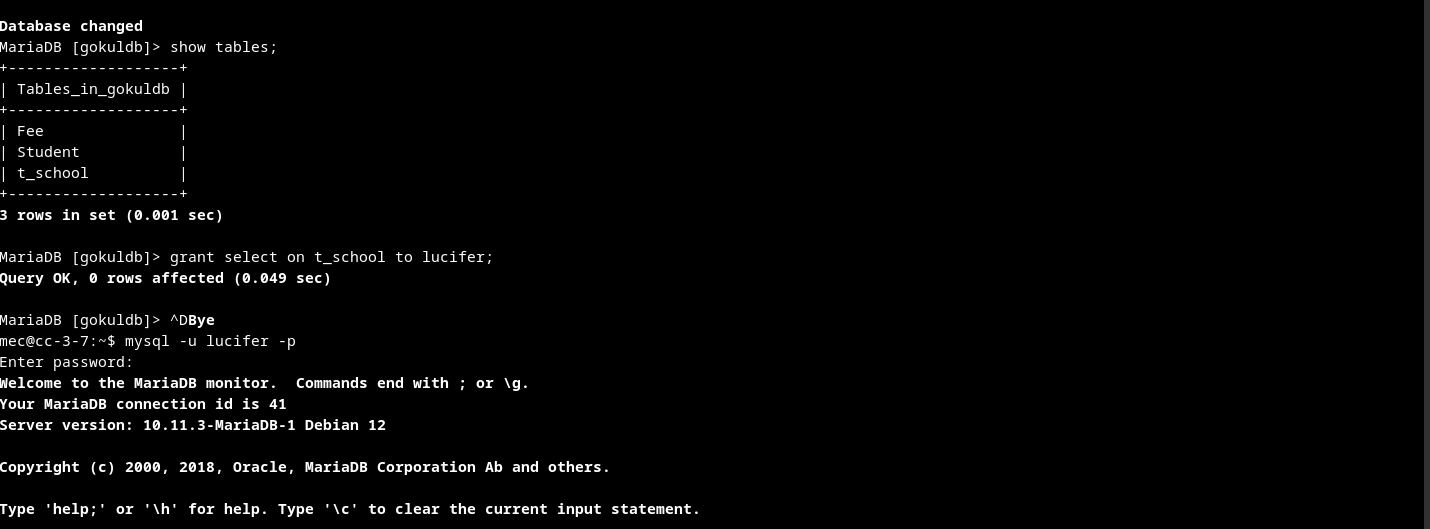 Database changed
MariaDB [gokuldb]> show tables;
+-------------------+
| Tables_in_gokuldb |
+-------------------+
| Fee               |
| Student           |
| t_school          |
+-------------------+
3 rows in set (0.001 sec)
MariaDB [gokuldb]> grant select on t_school to lucifer;
Query OK, 0 rows affected (0.049 sec)
MariaDB [gokuldb]> ^DBye
mec@cc-3-7:~$ mysql -u lucifer -p
Enter password:
Welcome to the MariaDB monitor.  Commands end with ; or \g.
Your MariaDB connection id is 41
Server version: 10.11.3-MariaDB-1 Debian 12
Copyright (c) 2000, 2018, Oracle, MariaDB Corporation Ab and others.
Type 'help;' or '\h' for help. Type '\c' to clear the current input statement.